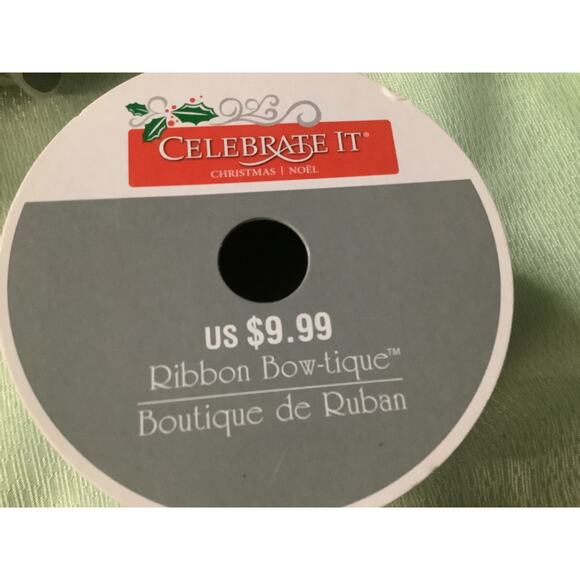 CELEBRATE IT®
CHRISTMAS | NOËL
US $9.99
Ribbon Bow-tique™
Boutique de Ruban